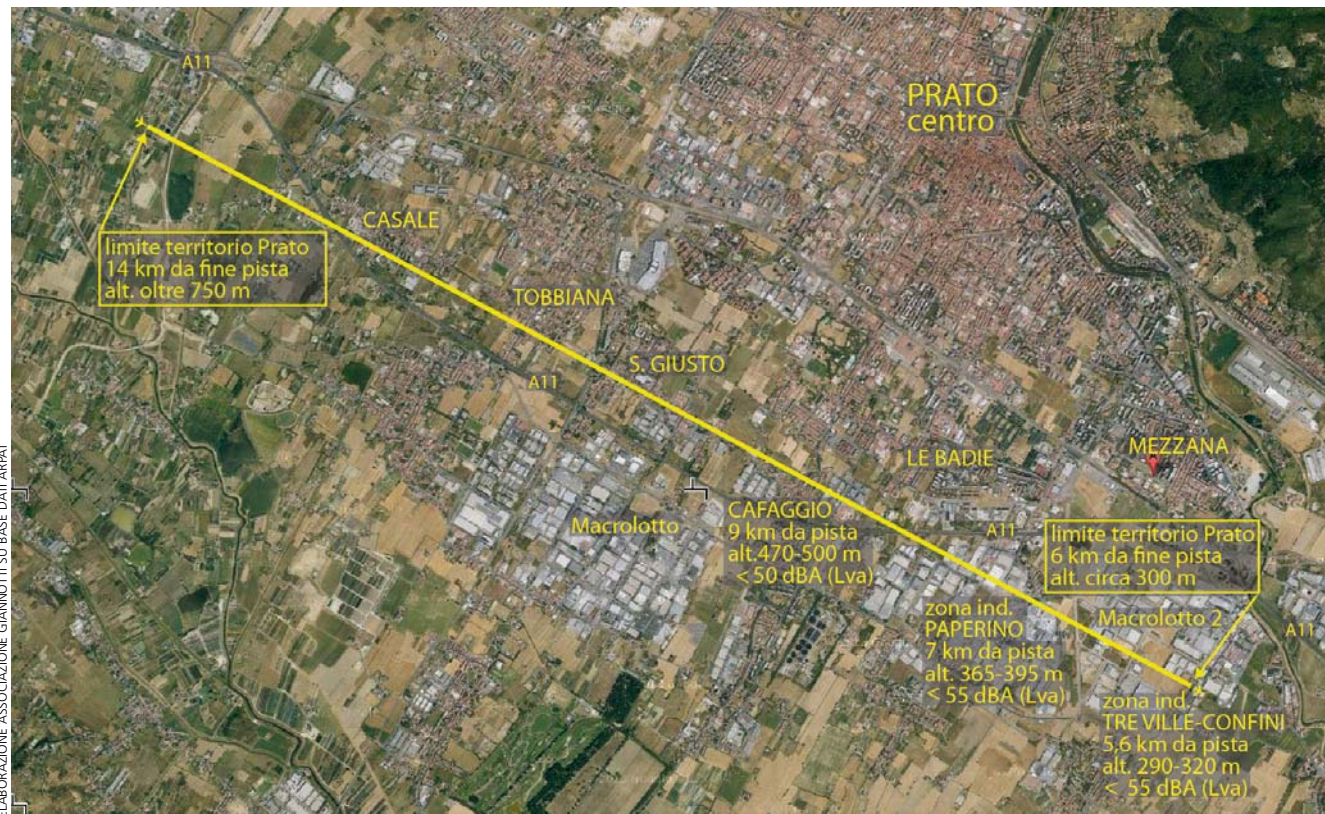 A11
PRATO
centro
limite territorio Prato
14 km da fine pista
alt. oltre 750 m
CASALE
TOBBIANA
S. GIUSTO
A11
LE BADIE
MEZZANA
Macrolotto
CAFAGGIO
9 km da pista
alt.470-500 m
< 50 dBA (Lva)
A11
limite territorio Prato
6 km da fine pista
alt. circa 300 m
zona ind.
PAPERINO
7 km da pista
alt. 365-395 m
< 55 dBA (Lva)
Macrolotto 2
A11
zona ind.
TRE VILLE-CONFINI
5,6 km da pista
alt. 290-320 m
< 55 dBA (Lva)
ELABORAZIONE ASSOCIAZIONE GIANNOTTI SU BASE DATI ARPAT